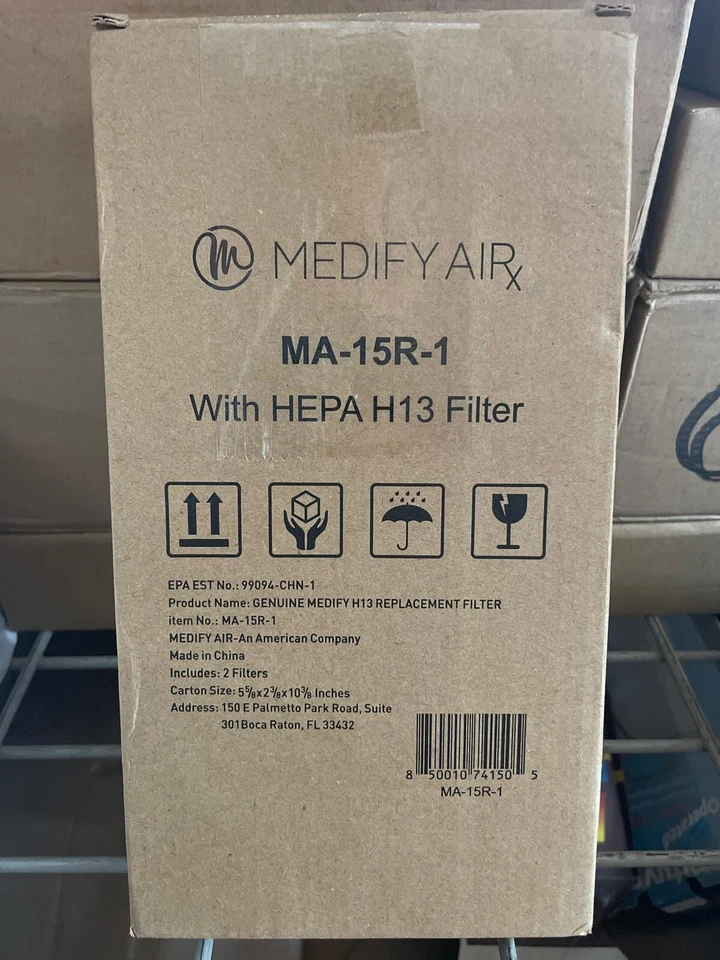 MEDIFY AIRx
MA-15R-1
With HEPA H13 Filter
EPA EST No.: 99094-CHN-1
Product Name: GENUINE MEDIFY H13 REPLACEMENT FILTER
item No.: MA-15R-1
MEDIFY AIR-An American Company
Made in China
Includes: 2 Filters
Carton Size: 5⅝x2⅜x10⅜ Inches
Address: 150 E Palmetto Park Road, Suite
301Boca Raton, FL 33432
8 50010 74150 5
MA-15R-1
Operated